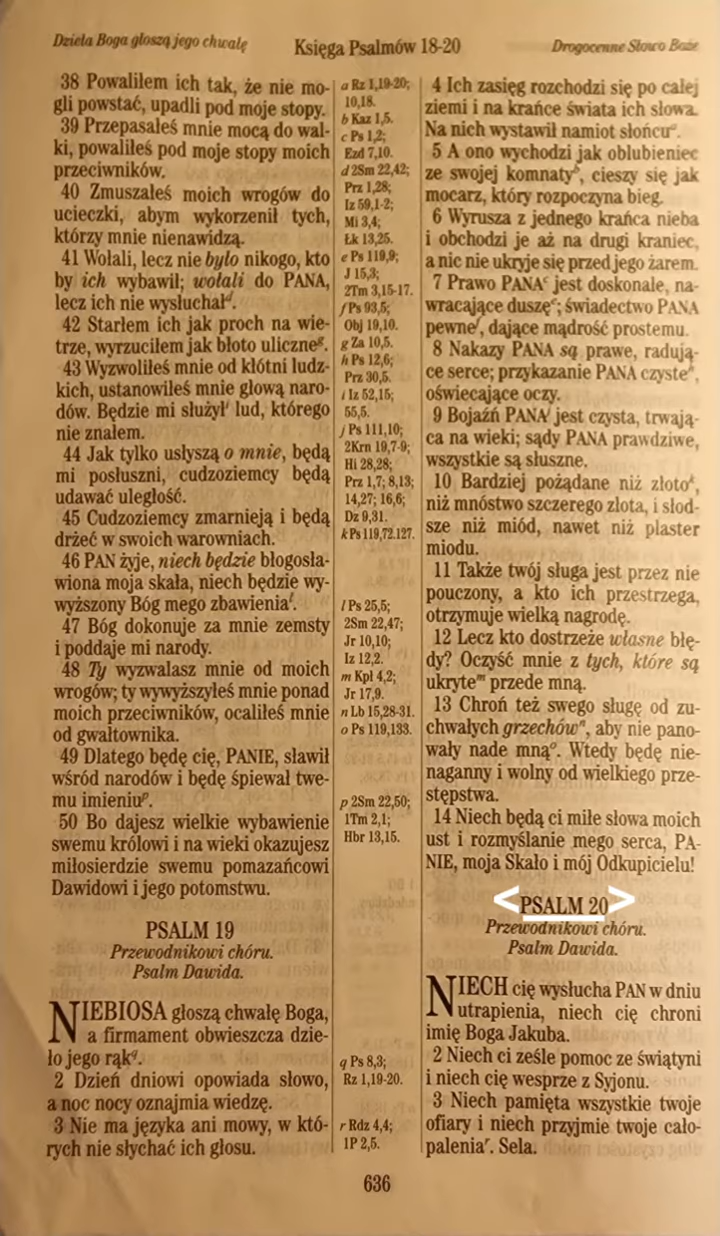 Dzieła Boga głoszą jego chwałę
Księga Psalmów 18-20
Drogocenne Słowo Boże
38 Powaliłem ich tak, że nie mo-
gli powstać, upadli pod moje stopy.
39 Przepasałeś mnie mocą do wal-
ki, powaliłeś pod moje stopy moich
przeciwników.
40 Zmuszałeś moich wrogów do
ucieczki, abym wykorzenił tych,
którzy mnie nienawidzą.
41 Wołali, lecz nie było nikogo, kto
by ich wybawił; wołali do PANA,
lecz ich nie wysłuchał.
42 Starłem ich jak proch na wie-
trze, wyrzuciłem jak błoto uliczneᵍ.
43 Wyzwoliłeś mnie od kłótni ludz-
kich, ustanowiłeś mnie głową naro-
dów. Będzie mi służył lud, którego
nie znałem.
44 Jak tylko usłyszą o mnie, będą
mi posłuszni, cudzoziemcy będą
udawać uległość.
45 Cudzoziemcy zmarnieją i będą
drżeć w swoich warowniach.
46 PAN żyje, niech będzie błogosła-
wiona moja skała, niech będzie wy-
wyższony Bóg mego zbawienia.
47 Bóg dokonuje za mnie zemsty
i poddaje mi narody.
48 Ty wyzwalasz mnie od moich
wrogów; ty wywyższyłeś mnie ponad
moich przeciwników, ocaliłeś mnie
od gwałtownika.
49 Dlatego będę cię, PANIE, sławił
wśród narodów i będę śpiewał twe-
mu imieniuᵖ.
50 Bo dajesz wielkie wybawienie
swemu królowi i na wieki okazujesz
miłosierdzie swemu pomazańcowi
Dawidowi i jego potomstwu.
PSALM 19
Przewodnikowi chóru.
Psalm Dawida.
NIEBIOSA głoszą chwałę Boga,
a firmament obwieszcza dzie-
ło jego rąk.
2 Dzień dniowi opowiada słowo,
a noc nocy oznajmia wiedzę.
3 Nie ma języka ani mowy, w któ-
rych nie słychać ich głosu.
a Rz 1,19-20;
10,18.
b Kaz 1,5.
c Ps 1,2;
Ezd 7,10.
d 2Sm 22,42;
Prz 1,28;
Iz 59,1-2;
Mi 3,4;
Łk 13,25.
e Ps 119,9;
J 15,3;
2Tm 3,15-17.
f Ps 93,5;
Obj 19,10.
g Za 10,5.
h Ps 12,6;
Prz 30,5.
i Iz 52,15;
55,5.
j Ps 111,10;
2Krn 19,7-9;
Hi 28,28;
Prz 1,7; 8,13;
14,27; 16,6;
Dz 9,31.
k Ps 119,72.127.
l Ps 25,5;
2Sm 22,47;
Jr 10,10;
Iz 12,2.
m Kpł 4,2;
Jr 17,9.
n Lb 15,28-31.
o Ps 119,133.
p 2Sm 22,50;
1Tm 2,1;
Hbr 13,15.
q Ps 8,3;
Rz 1,19-20.
r Rdz 4,4;
1P 2,5.
4 Ich zasięg rozchodzi się po całej
ziemi i na krańce świata ich słowa.
Na nich wystawił namiot słońcuᵃ.
5 A ono wychodzi jak oblubieniec
ze swojej komnatyᵇ, cieszy się jak
mocarz, który rozpoczyna bieg.
6 Wyrusza z jednego krańca nieba
i obchodzi je aż na drugi kraniec,
a nic nie ukryje się przed jego żarem.
7 Prawo PANAᶜ jest doskonałe, na-
wracające duszęᵉ; świadectwo PANA
pewneᶠ, dające mądrość prostemu.
8 Nakazy PANA są prawe, radują-
ce serce; przykazanie PANA czysteʰ,
oświecające oczy.
9 Bojaźń PANAʲ jest czysta, trwają-
ca na wieki; sądy PANA prawdziwe,
wszystkie są słuszne.
10 Bardziej pożądane niż złotoᵏ,
niż mnóstwo szczerego złota, i słod-
sze niż miód, nawet niż plaster
miodu.
11 Także twój sługa jest przez nie
pouczony, a kto ich przestrzega,
otrzymuje wielką nagrodę.
12 Lecz kto dostrzeże własne błę-
dy? Oczyść mnie z tych, które są
ukryteᵐ przede mną.
13 Chroń też swego sługę od zu-
chwałych grzechówⁿ, aby nie pano-
wały nade mnąᵒ. Wtedy będę nie-
naganny i wolny od wielkiego prze-
stępstwa.
14 Niech będą ci miłe słowa moich
ust i rozmyślanie mego serca, PA-
NIE, moja Skało i mój Odkupicielu!
<PSALM 20>
Przewodnikowi chóru.
Psalm Dawida.
NIECH cię wysłucha PAN w dniu
utrapienia, niech cię chroni
imię Boga Jakuba.
2 Niech ci ześle pomoc ze świątyni
i niech cię wesprze z Syjonu.
3 Niech pamięta wszystkie twoje
ofiary i niech przyjmie twoje cało-
paleniaʳ. Sela.
636